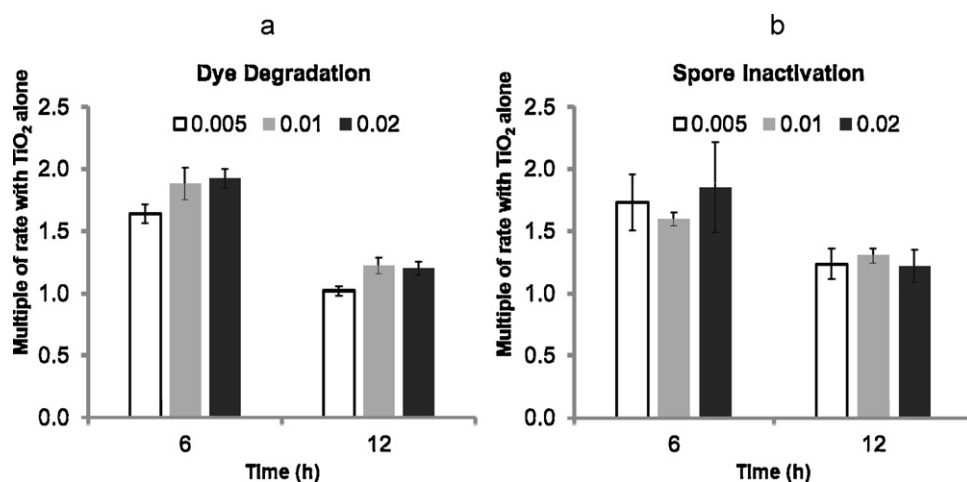 a
Dye Degradation
0.005 0.01 0.02
Multiple of rate with TiO₂ alone
2.5
2.0
1.5
1.0
0.5
0.0
6 12
Time (h)
b
Spore Inactivation
0.005 0.01 0.02
Multiple of rate with TiO₂ alone
2.5
2.0
1.5
1.0
0.5
0.0
6 12
Time (h)